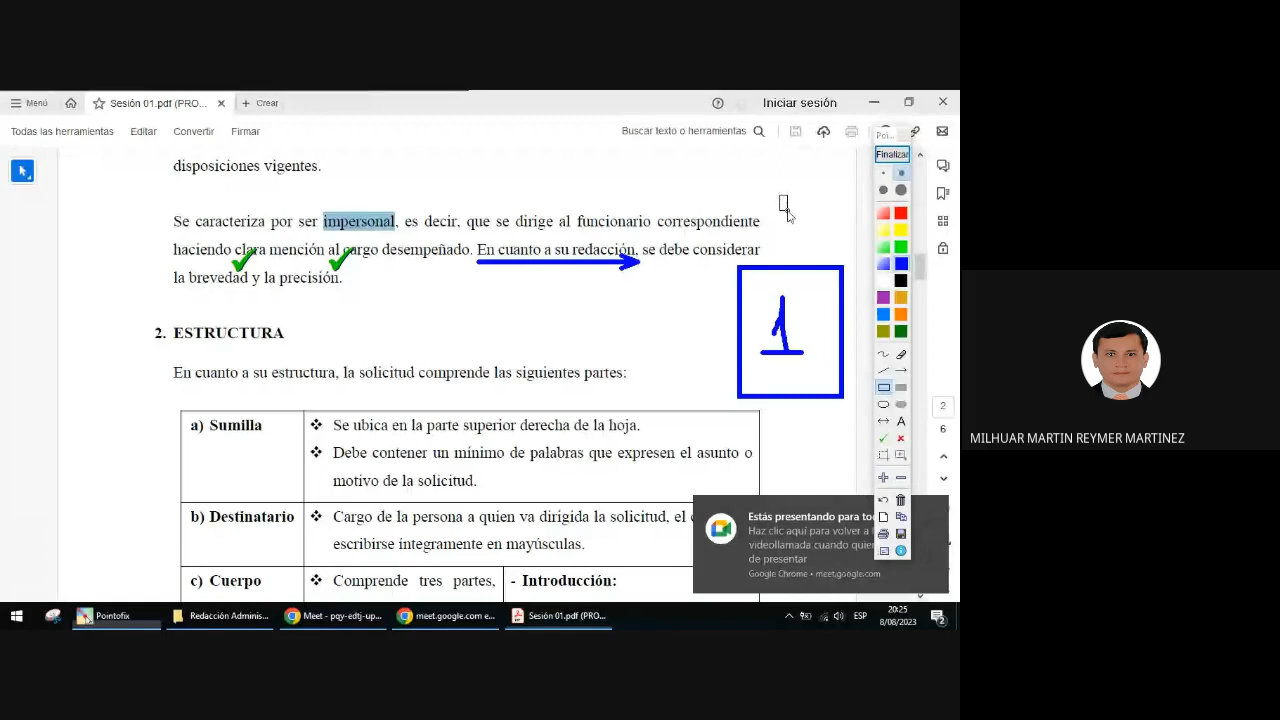 Menú
Sesión 01.pdf (PRO...
Crear
Iniciar sesión
Todas las herramientas
Editar
Convertir
Firmar
Buscar texto o herramientas
Poi...
Finalizar
disposiciones vigentes.
Se caracteriza por ser impersonal, es decir, que se dirige al funcionario correspondiente
haciendo clara mención al cargo desempeñado. En cuanto a su redacción, se debe considerar
la brevedad y la precisión.
1
2. ESTRUCTURA
En cuanto a su estructura, la solicitud comprende las siguientes partes:
a) Sumilla
❖ Se ubica en la parte superior derecha de la hoja.
❖ Debe contener un mínimo de palabras que expresen el asunto o
motivo de la solicitud.
b) Destinatario
❖ Cargo de la persona a quien va dirigida la solicitud, el
escribirse íntegramente en mayúsculas.
c) Cuerpo
❖ Comprende tres partes,
- Introducción:
A
2
6
MILHUAR MARTIN REYMER MARTINEZ
Estás presentando para to
Haz clic aquí para volver a
videollamada cuando quie
de presentar
Google Chrome • meet.google.com
Pointofix
Redacción Adminis...
Meet - pqy-edtj-up...
meet.google.com e...
Sesión 01.pdf (PRO...
ESP
20:25
8/08/2023
2